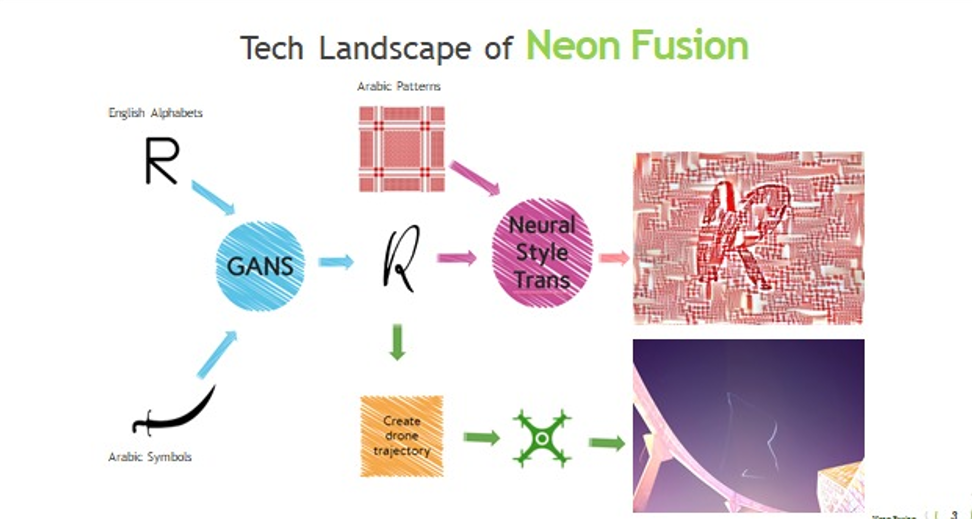 Tech Landscape of Neon Fusion
Arabic Patterns
English Alphabets
R
GANS
R
Neural
Style
Trans
R
Create
drone
trajectory
Arabic Symbols
Neon Fusion
3